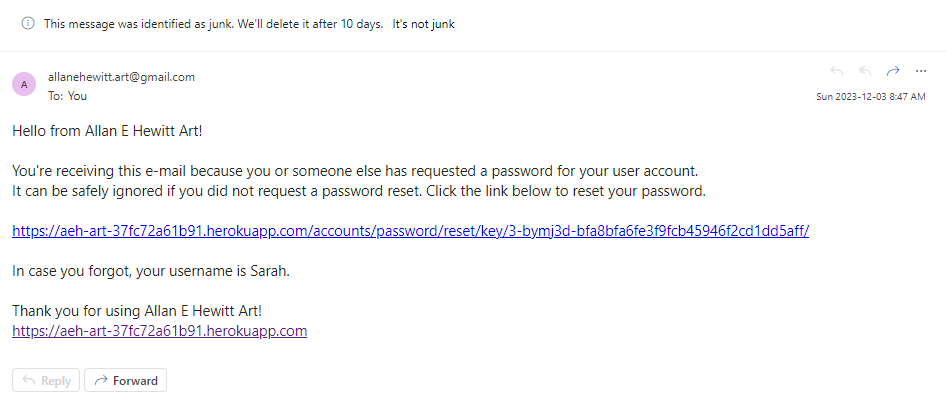 This message was identified as junk. We'll delete it after 10 days. It's not junk
A
allanehewitt.art@gmail.com
To: You
Sun 2023-12-03 8:47 AM
Hello from Allan E Hewitt Art!
You're receiving this e-mail because you or someone else has requested a password for your user account.
It can be safely ignored if you did not request a password reset. Click the link below to reset your password.
https://aeh-art-37fc72a61b91.herokuapp.com/accounts/password/reset/key/3-bymj3d-bfa8bfa6fe3f9fcb45946f2cd1dd5aff/
In case you forgot, your username is Sarah.
Thank you for using Allan E Hewitt Art!
https://aeh-art-37fc72a61b91.herokuapp.com
Reply Forward